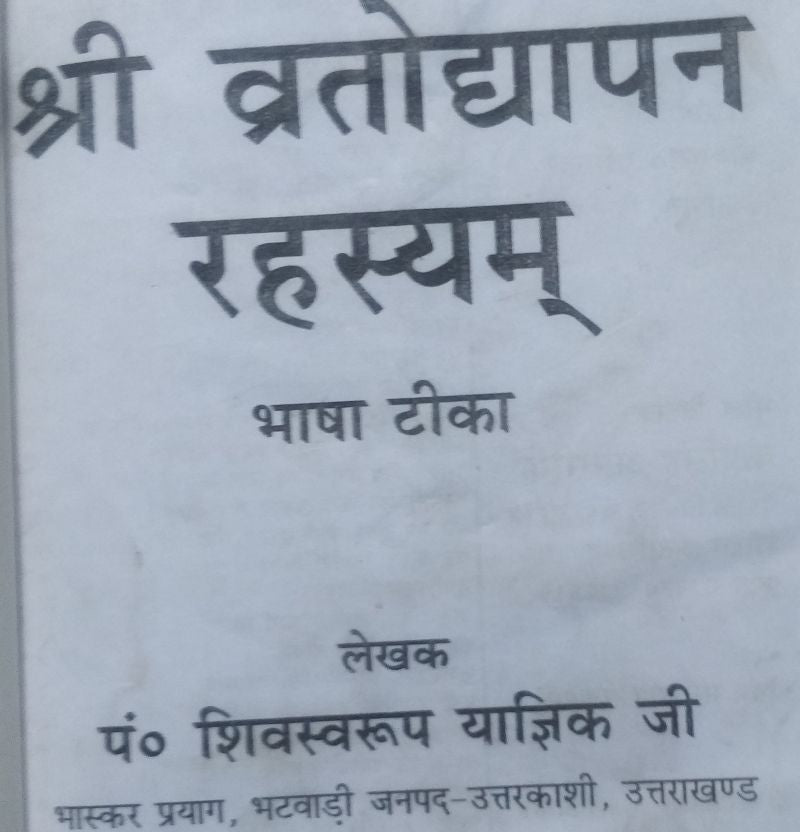 श्री व्रतोद्यापन
रहस्यम्
भाषा टीका
लेखक
पं० शिवस्वरूप याज्ञिक जी
भास्कर प्रयाग, भटवाड़ी जनपद-उत्तरकाशी, उत्तराखण्ड